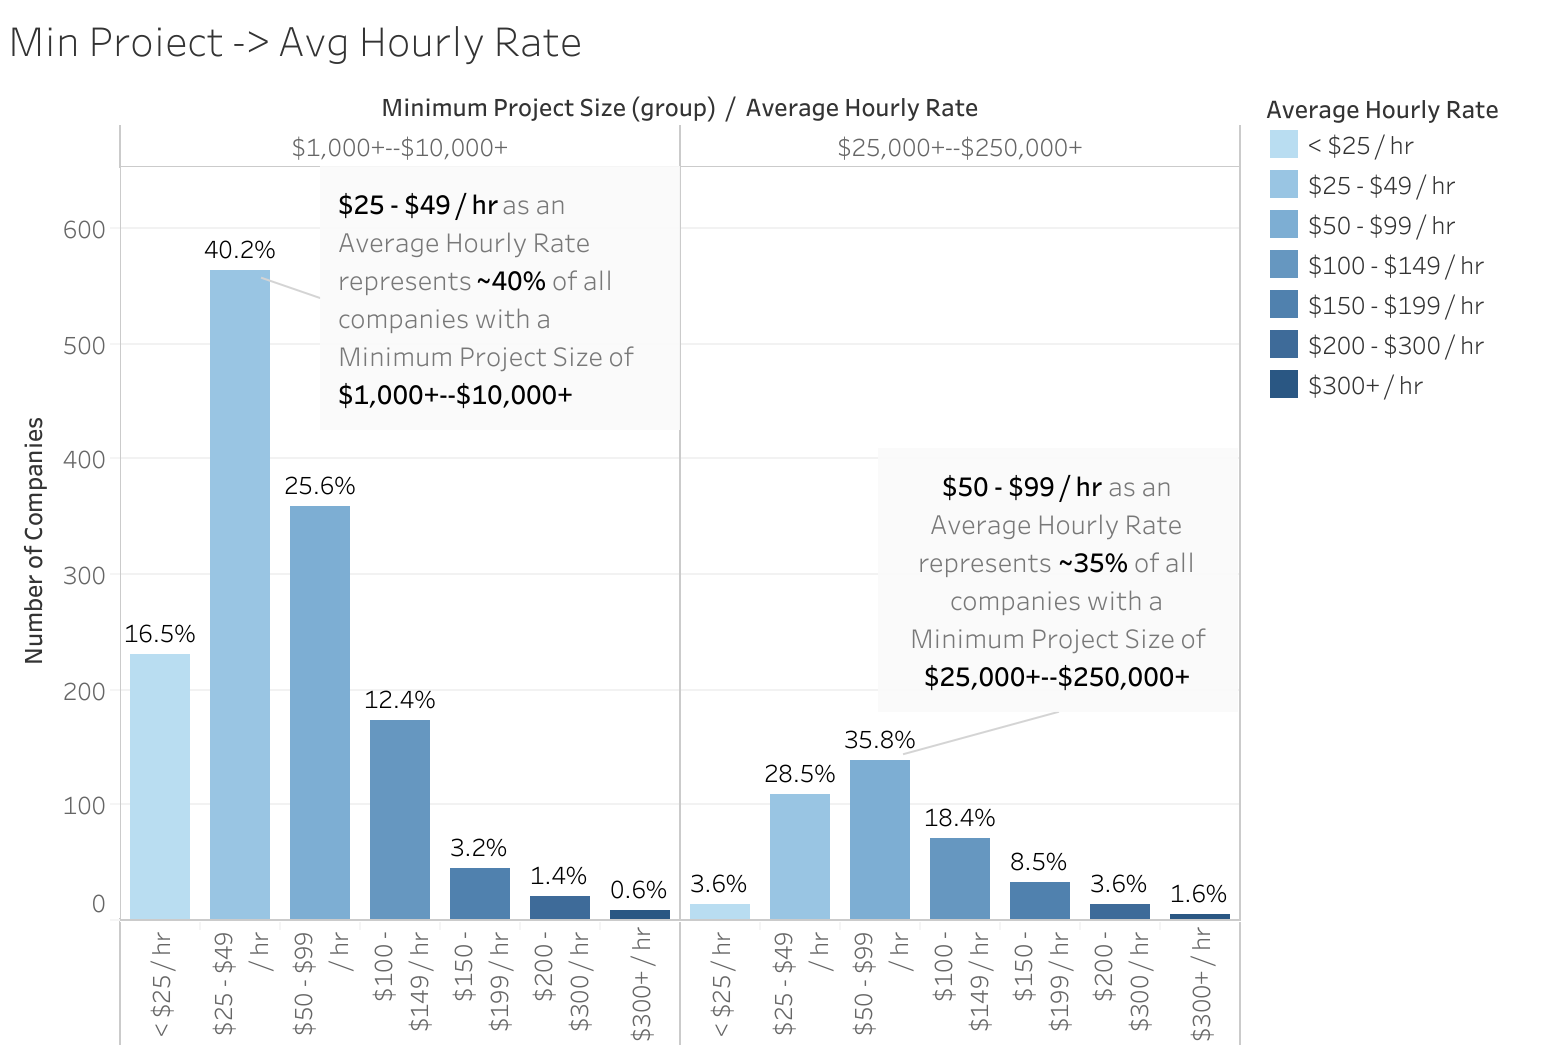 Min Project -> Avg Hourly Rate
Minimum Project Size (group) / Average Hourly Rate
$1,000+--$10,000+
$25,000+--$250,000+
Average Hourly Rate
< $25 / hr
$25 - $49 / hr
$50 - $99 / hr
$100 - $149 / hr
$150 - $199 / hr
$200 - $300 / hr
$300+ / hr
Number of Companies
600
500
400
300
200
100
0
16.5%
40.2%
25.6%
12.4%
3.2%
1.4%
0.6%
$25 - $49 / hr as an
Average Hourly Rate
represents ~40% of all
companies with a
Minimum Project Size of
$1,000+--$10,000+
3.6%
28.5%
35.8%
18.4%
8.5%
3.6%
1.6%
$50 - $99 / hr as an
Average Hourly Rate
represents ~35% of all
companies with a
Minimum Project Size of
$25,000+--$250,000+
< $25 / hr
$25 - $49
/ hr
$50 - $99
/ hr
$100 -
$149 / hr
$150 -
$199 / hr
$200 -
$300 / hr
$300+ / hr
< $25 / hr
$25 - $49
/ hr
$50 - $99
/ hr
$100 -
$149 / hr
$150 -
$199 / hr
$200 -
$300 / hr
$300+ / hr